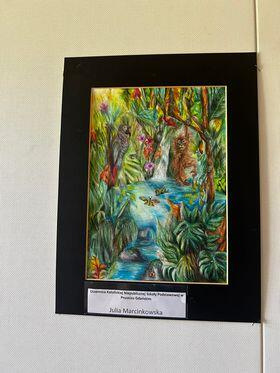 Uczennica Katolickiej Niepublicznej Szkoły Podstawowej w
Pruszczu Gdańskim
Julia Marcinkowska